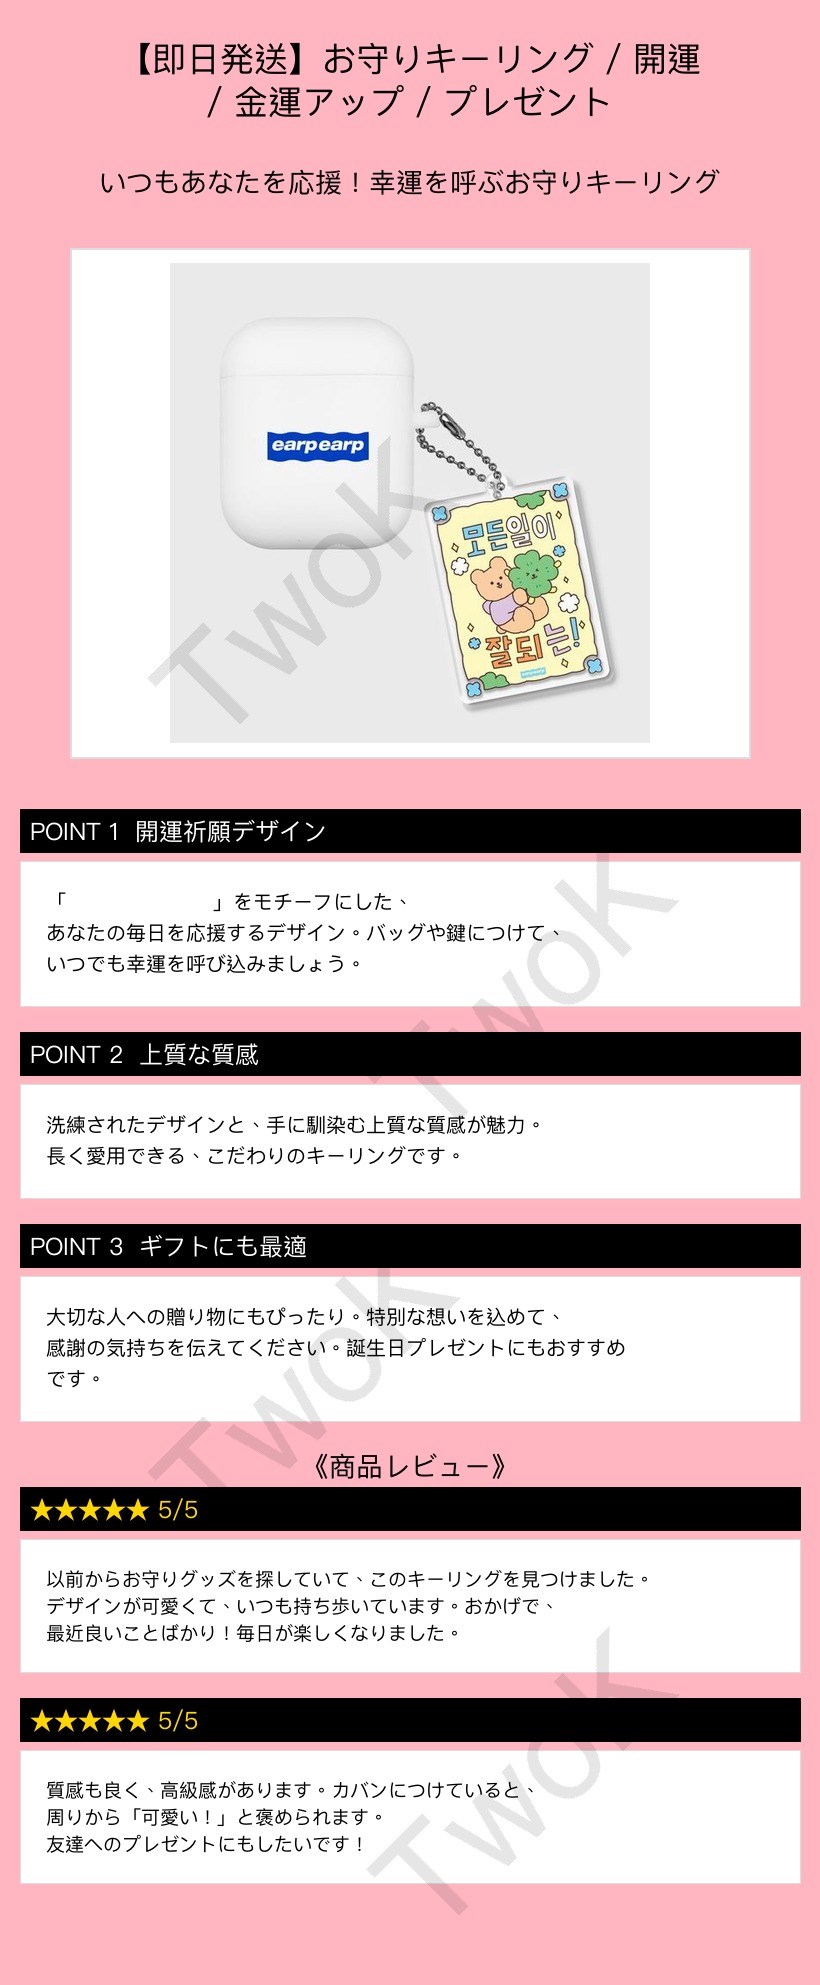 【即日発送】お守りキーリング / 開運
/ 金運アップ / プレゼント
いつもあなたを応援！幸運を呼ぶお守りキーリング
earpearp
모든일이
잘되는!
TwoK
POINT 1 開運祈願デザイン
「 」をモチーフにした、
あなたの毎日を応援するデザイン。バッグや鍵につけて、
いつでも幸運を呼び込みましょう。
TwoK
POINT 2 上質な質感
洗練されたデザインと、手に馴染む上質な質感が魅力。
長く愛用できる、こだわりのキーリングです。
POINT 3 ギフトにも最適
大切な人への贈り物にもぴったり。特別な想いを込めて、
感謝の気持ちを伝えてください。誕生日プレゼントにもおすすめ
です。
TwoK
《商品レビュー》
★★★★★ 5/5
以前からお守りグッズを探していて、このキーリングを見つけました。
デザインが可愛くて、いつも持ち歩いています。おかげで、
最近良いことばかり！毎日が楽しくなりました。
★★★★★ 5/5
質感も良く、高級感があります。カバンにつけていると、
周りから「可愛い！」と褒められます。
友達へのプレゼントにもしたいです！
TwoK